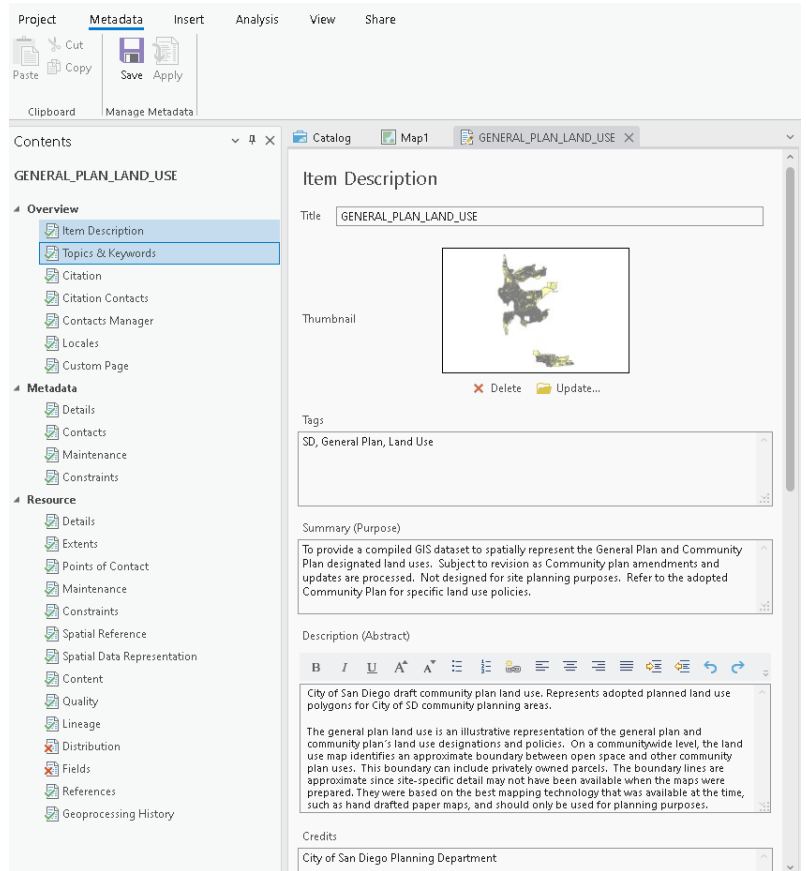 Project Metadata Insert Analysis View Share
Cut
Copy
Paste
Save Apply
Clipboard Manage Metadata
Contents
GENERAL_PLAN_LAND_USE
Overview
Item Description
Topics & Keywords
Citation
Citation Contacts
Contacts Manager
Locales
Custom Page
Metadata
Details
Contacts
Maintenance
Constraints
Resource
Details
Extents
Points of Contact
Maintenance
Constraints
Spatial Reference
Spatial Data Representation
Content
Quality
Lineage
Distribution
Fields
References
Geoprocessing History
Catalog Map1 GENERAL_PLAN_LAND_USE
Item Description
Title GENERAL_PLAN_LAND_USE
Thumbnail
Delete Update...
Tags
SD, General Plan, Land Use
Summary (Purpose)
To provide a compiled GIS dataset to spatially represent the General Plan and Community
Plan designated land uses. Subject to revision as Community plan amendments and
updates are processed. Not designed for site planning purposes. Refer to the adopted
Community Plan for specific land use policies.
Description (Abstract)
B I U A A
City of San Diego draft community plan land use. Represents adopted planned land use
polygons for City of SD community planning areas.
The general plan land use is an illustrative representation of the general plan and
community plan's land use designations and policies. On a communitywide level, the land
use map identifies an approximate boundary between open space and other community
plan uses. This boundary can include privately owned parcels. The boundary lines are
approximate since site-specific detail may not have been available when the maps were
prepared. They were based on the best mapping technology that was available at the time,
such as hand drafted paper maps, and should only be used for planning purposes.
Credits
City of San Diego Planning Department